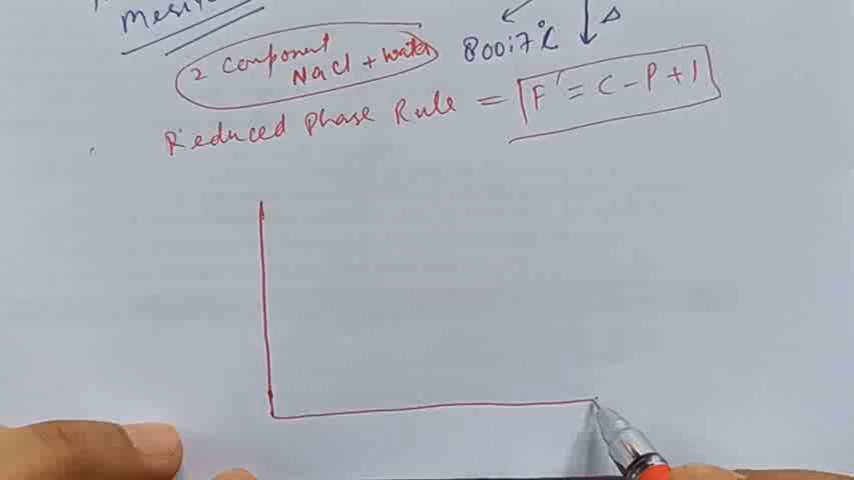 2 component
NaCl + water
800.7°C
Δ
Reduced Phase Rule = F' = C - P + 1